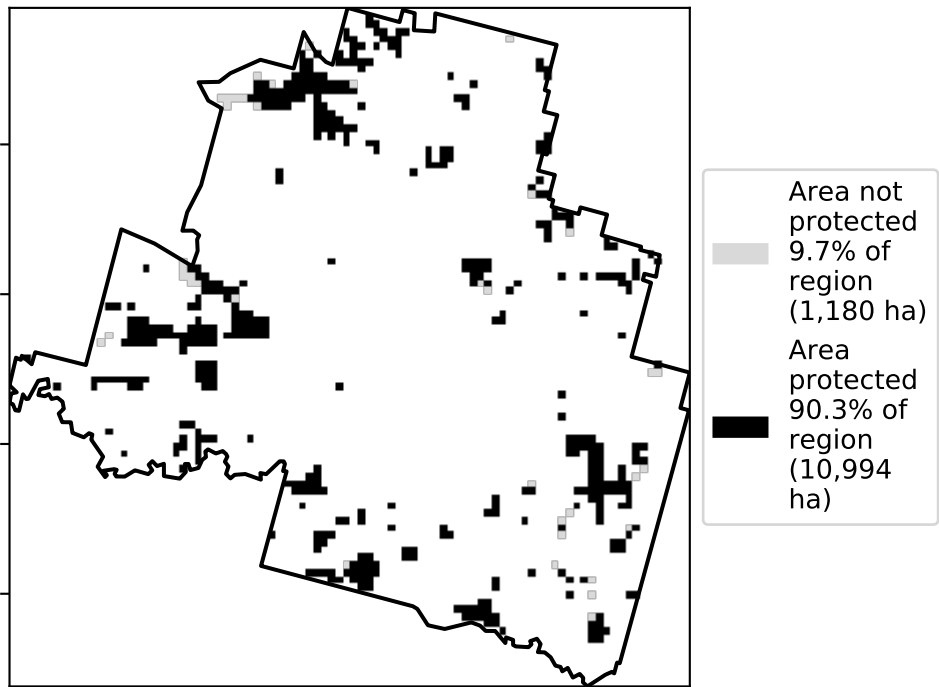 Area not
protected
9.7% of
region
(1,180 ha)
Area
protected
90.3% of
region
(10,994
ha)